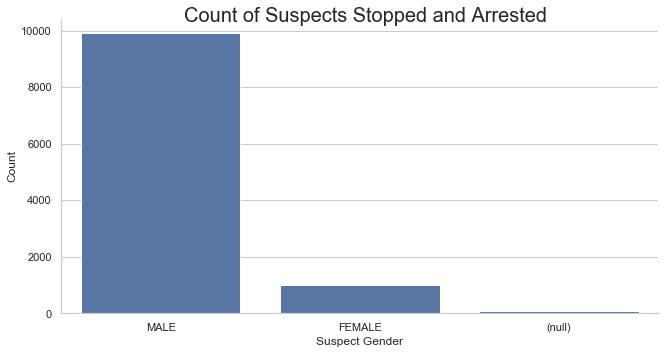 Count of Suspects Stopped and Arrested
10000
8000
6000
4000
2000
0
Count
MALE
FEMALE
(null)
Suspect Gender